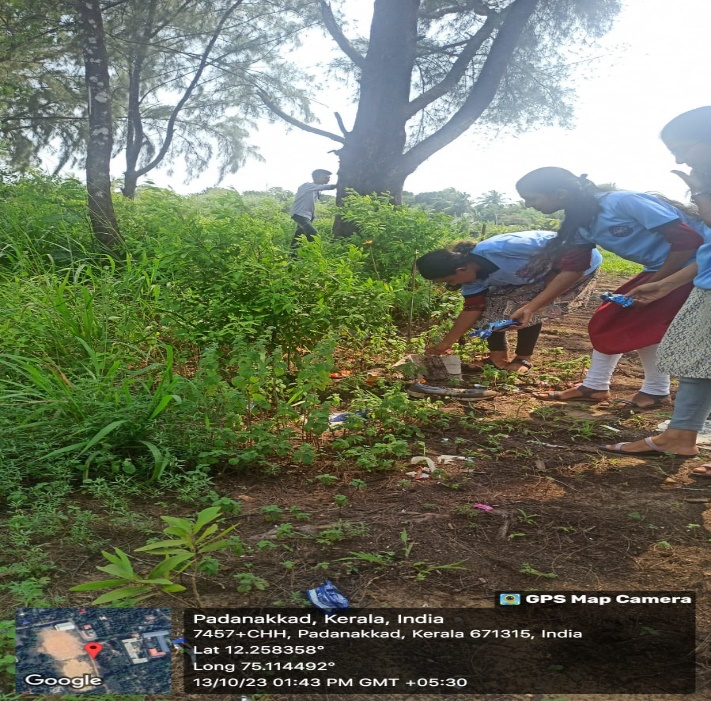 GPS Map Camera
Padanakkad, Kerala, India
7457+CHH, Padanakkad, Kerala 671315, India
Lat 12.258358°
Long 75.114492°
13/10/23 01:43 PM GMT +05:30
Google